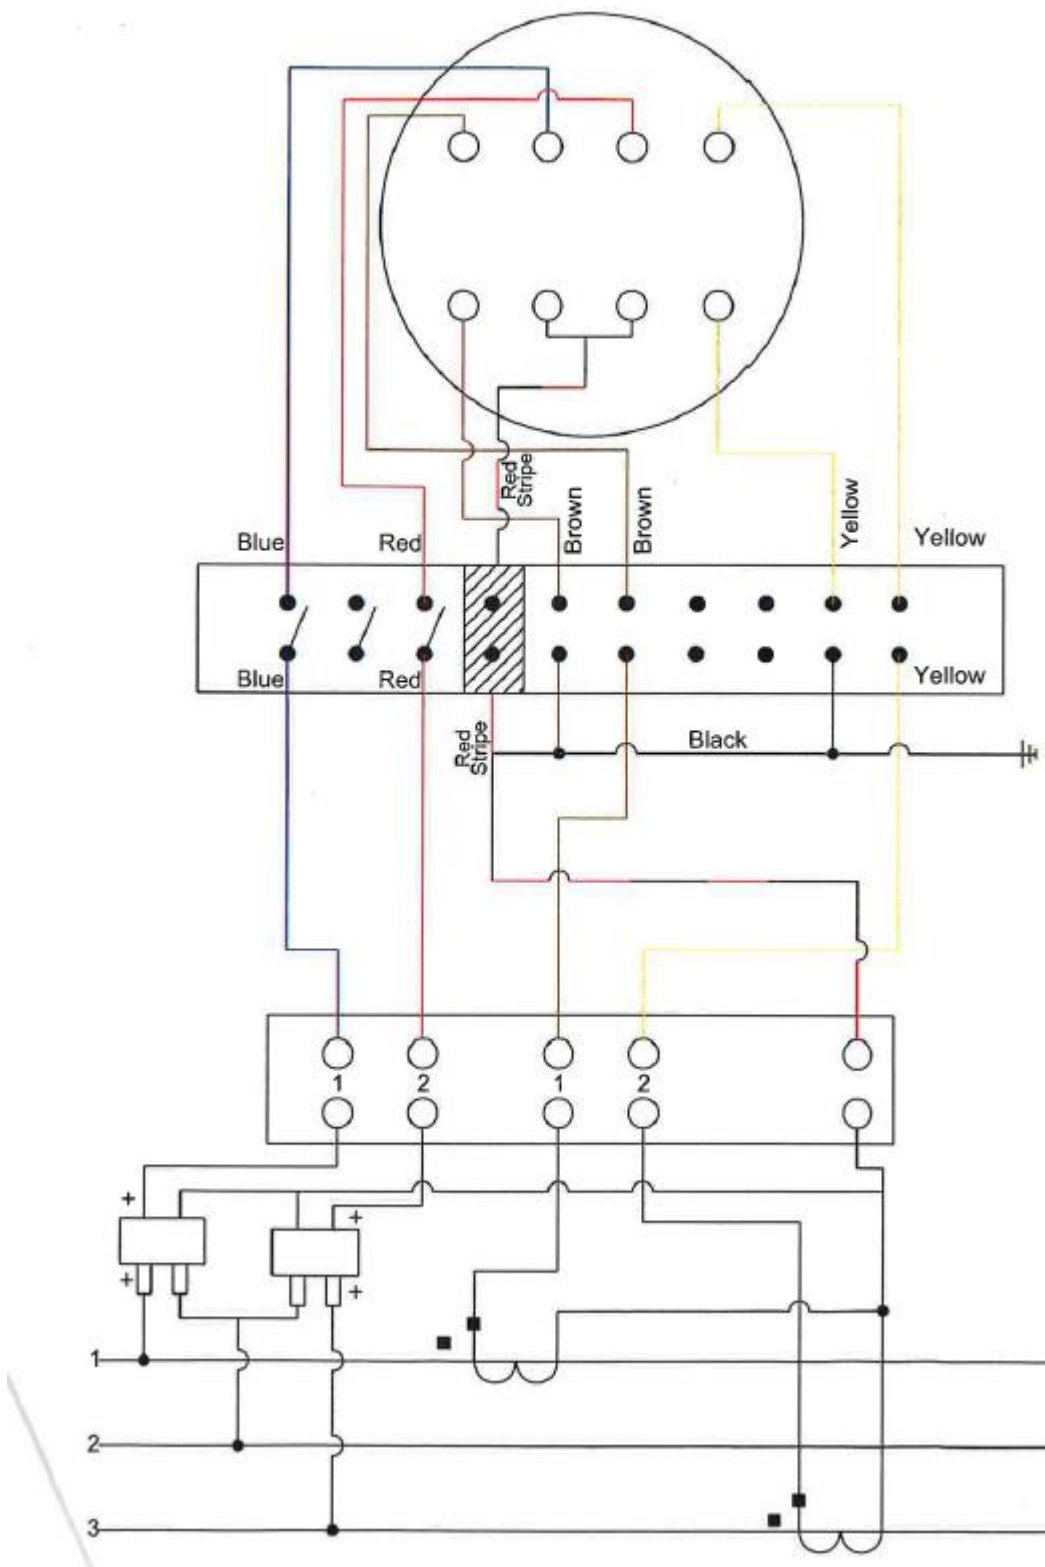 Blue
Red
Red
Stripe
Brown
Brown
Yellow
Yellow
Blue
Red
Yellow
Red
Stripe
Black
1
2
1
2
+
+
+
+
1
2
3